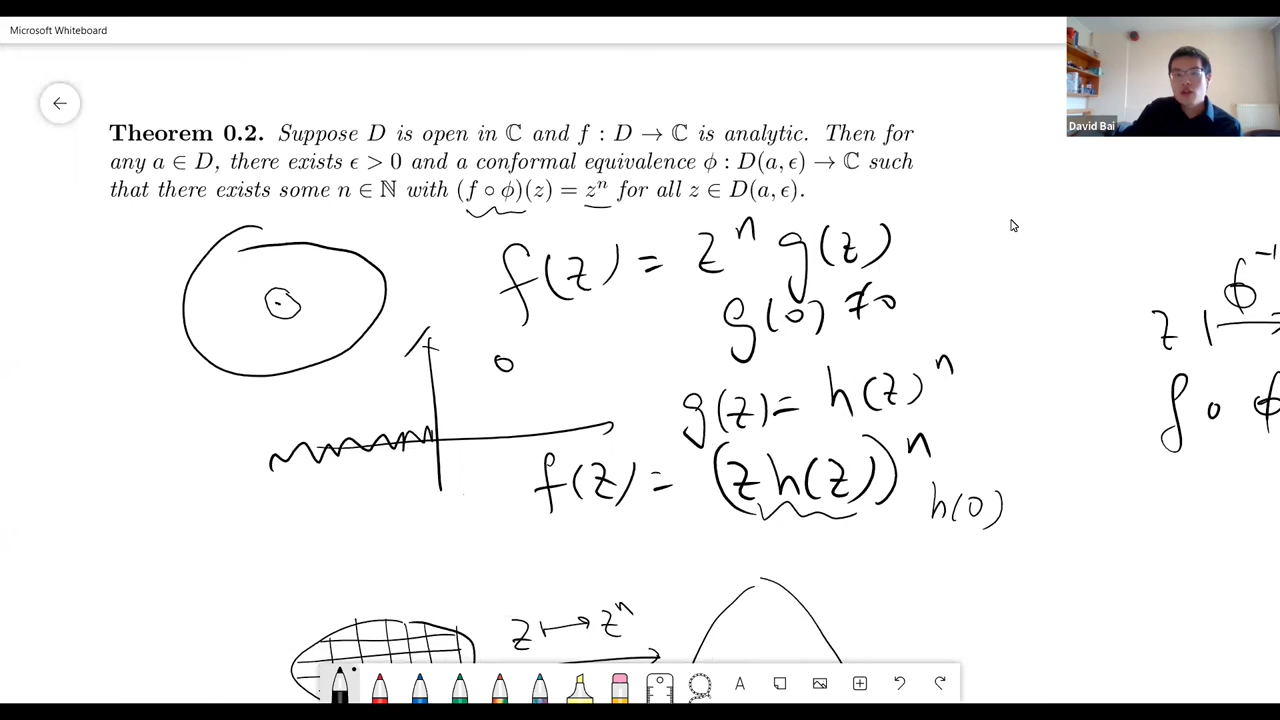 Microsoft Whiteboard
David Bai
Theorem 0.2. Suppose D is open in ℂ and f : D → ℂ is analytic. Then for
any a ∈ D, there exists ϵ > 0 and a conformal equivalence ϕ : D(a, ϵ) → ℂ such
that there exists some n ∈ ℕ with (f ∘ ϕ)(z) = zⁿ for all z ∈ D(a, ϵ).
f(z) = zⁿ g(z)
g(0) ≠ 0
ϕ⁻¹
z ↦
0
g(z) = h(z)ⁿ
f ∘ ϕ
f(z) = (z h(z))ⁿ
h(0)
z ↦ zⁿ
A